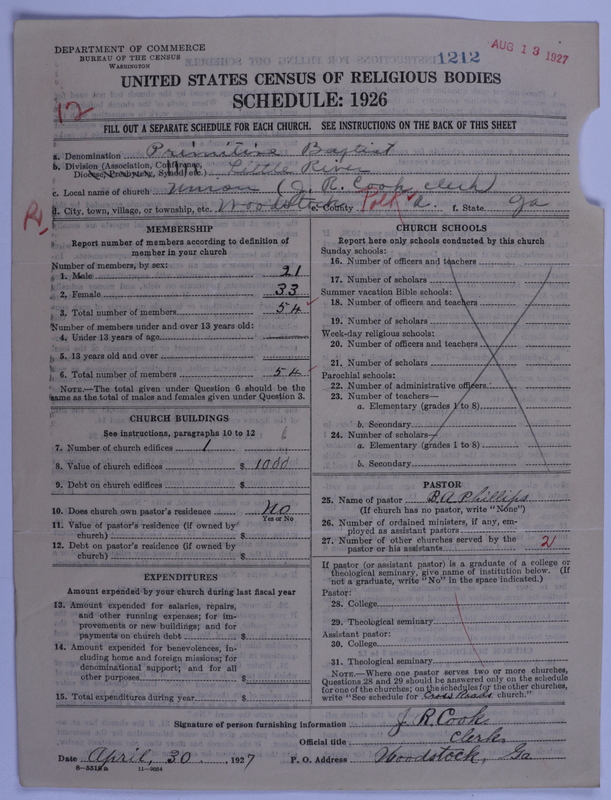 DEPARTMENT OF COMMERCE
BUREAU OF THE CENSUS
WASHINGTON
1212
AUG 13 1927
UNITED STATES CENSUS OF RELIGIOUS BODIES
SCHEDULE: 1926
12
FILL OUT A SEPARATE SCHEDULE FOR EACH CHURCH. SEE INSTRUCTIONS ON THE BACK OF THIS SHEET
a. Denomination Primitive Baptist
b. Division (Association, Conference, Diocese, Presbytery, Synod, etc.) Little River
c. Local name of church Union (J. R. Cook, clerk)
d. City, town, village, or township, etc. Woodstock e. County Polk f. State Ga
MEMBERSHIP
Report number of members according to definition of
member in your church
Number of members, by sex:
1. Male 21
2. Female 33
3. Total number of members 54
Number of members under and over 13 years old:
4. Under 13 years of age
5. 13 years old and over
6. Total number of members 54
NOTE.—The total given under Question 6 should be the
same as the total of males and females given under Question 3.
CHURCH BUILDINGS
See instructions, paragraphs 10 to 12
7. Number of church edifices 1
8. Value of church edifices $ 1000
9. Debt on church edifices $
10. Does church own pastor's residence No
Yes or No
11. Value of pastor's residence (if owned by
church) $
12. Debt on pastor's residence (if owned by
church) $
EXPENDITURES
Amount expended by your church during last fiscal year
13. Amount expended for salaries, repairs,
and other running expenses; for im-
provements or new buildings; and for
payments on church debt $
14. Amount expended for benevolences, in-
cluding home and foreign missions; for
denominational support; and for all
other purposes $
15. Total expenditures during year $
CHURCH SCHOOLS
Report here only schools conducted by this church
Sunday schools:
16. Number of officers and teachers
17. Number of scholars
Summer vacation Bible schools:
18. Number of officers and teachers
19. Number of scholars
Week-day religious schools:
20. Number of officers and teachers
21. Number of scholars
Parochial schools:
22. Number of administrative officers
23. Number of teachers—
a. Elementary (grades 1 to 8)
b. Secondary
24. Number of scholars—
a. Elementary (grades 1 to 8)
b. Secondary
PASTOR
25. Name of pastor B. A. Phillips
(If church has no pastor, write "None")
26. Number of ordained ministers, if any, em-
ployed as assistant pastors
27. Number of other churches served by the
pastor or his assistants 2
If pastor (or assistant pastor) is a graduate of a college or
theological seminary, give name of institution below. (If
not a graduate, write "No" in the space indicated.)
Pastor:
28. College
29. Theological seminary
Assistant pastor:
30. College
31. Theological seminary
NOTE.—Where one pastor serves two or more churches,
Questions 28 and 29 should be answered only on the schedule
for one of the churches; on the schedules for the other churches,
write "See schedule for Cross Roads church."
Signature of person furnishing information J. R. Cook
Official title clerk
Date April, 30, 1927 P. O. Address Woodstock, Ga
8—5518a 11—9654